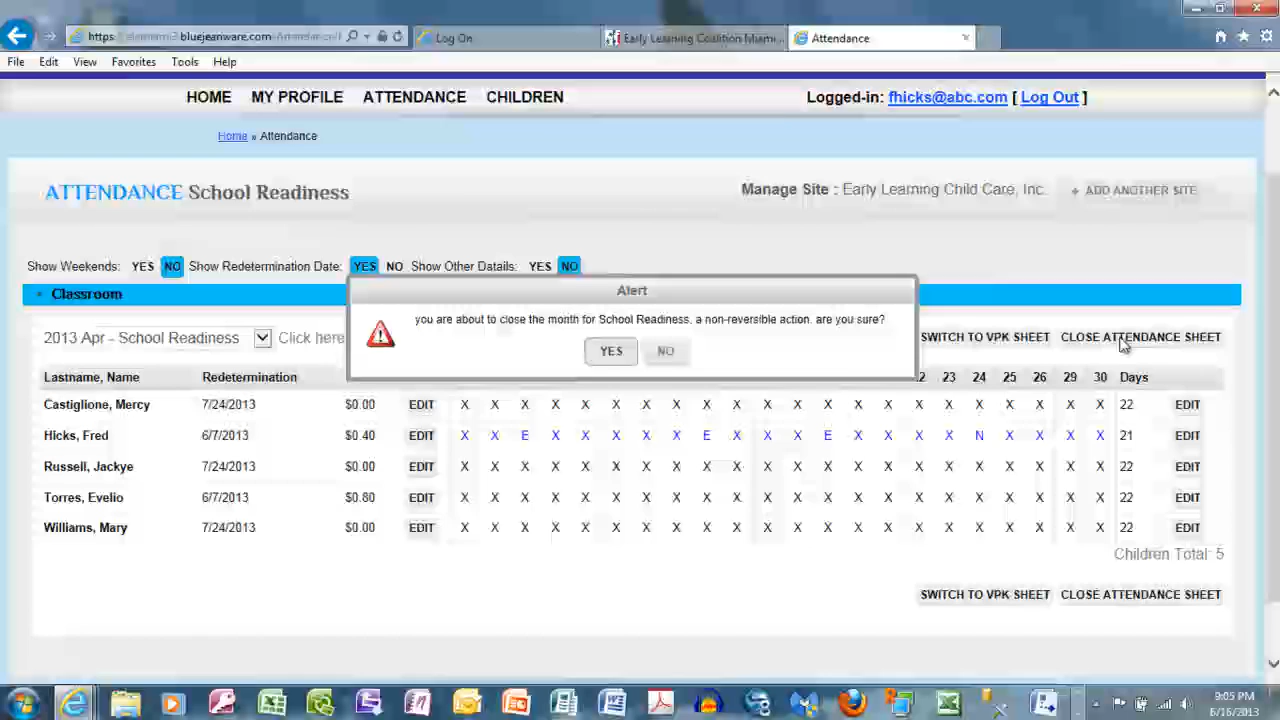 bluejeanware.com
Log On
Early Learning Coalition Miami...
Attendance
File Edit View Favorites Tools Help
HOME MY PROFILE ATTENDANCE CHILDREN
Logged-in: fhicks@abc.com [ Log Out ]
Home » Attendance
ATTENDANCE School Readiness
Manage Site : Early Learning Child Care, Inc. + ADD ANOTHER SITE
Show Weekends: YES NO Show Redetermination Date: YES NO Show Other Datails: YES NO
Classroom
Alert
you are about to close the month for School Readiness, a non-reversible action, are you sure?
YES NO
2013 Apr - School Readiness Click here
SWITCH TO VPK SHEET CLOSE ATTENDANCE SHEET
Lastname, Name Redetermination 22 23 24 25 26 29 30 Days
Castiglione, Mercy 7/24/2013 $0.00 EDIT X X X X X X X X X X X X X X X X X X X X X X 22 EDIT
Hicks, Fred 6/7/2013 $0.40 EDIT X X E X X X X X E X X X E X X X X N X X X X 21 EDIT
Russell, Jackye 7/24/2013 $0.00 EDIT X X X X X X X X X X X X X X X X X X X X X X 22 EDIT
Torres, Evelio 6/7/2013 $0.80 EDIT X X X X X X X X X X X X X X X X X X X X X X 22 EDIT
Williams, Mary 7/24/2013 $0.00 EDIT X X X X X X X X X X X X X X X X X X X X X X 22 EDIT
Children Total: 5
SWITCH TO VPK SHEET CLOSE ATTENDANCE SHEET
9:05 PM
6/16/2013